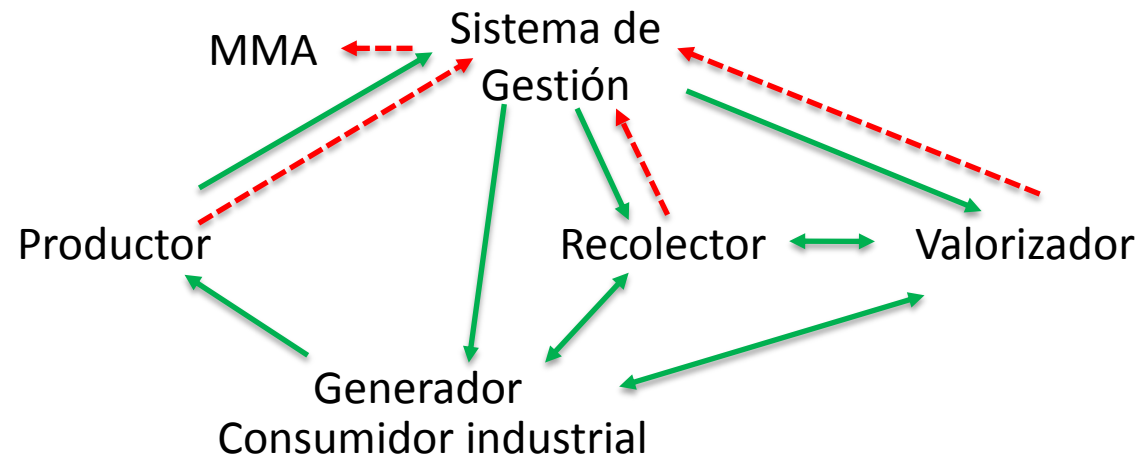 MMA
Sistema de
Gestión
Productor
Recolector
Valorizador
Generador
Consumidor industrial